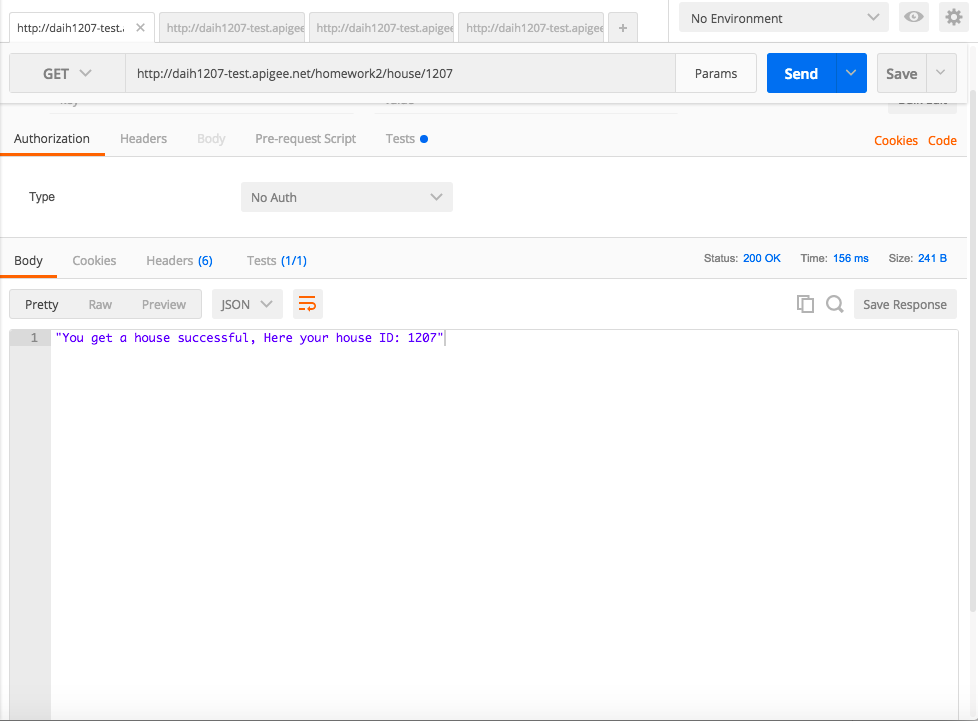 http://daih1207-test. http://daih1207-test.apigee http://daih1207-test.apigee http://daih1207-test.apigee + No Environment
GET http://daih1207-test.apigee.net/homework2/house/1207 Params Send Save
Authorization Headers Body Pre-request Script Tests Cookies Code
Type No Auth
Body Cookies Headers (6) Tests (1/1) Status: 200 OK Time: 156 ms Size: 241 B
Pretty Raw Preview JSON Save Response
1 "You get a house successful, Here your house ID: 1207"